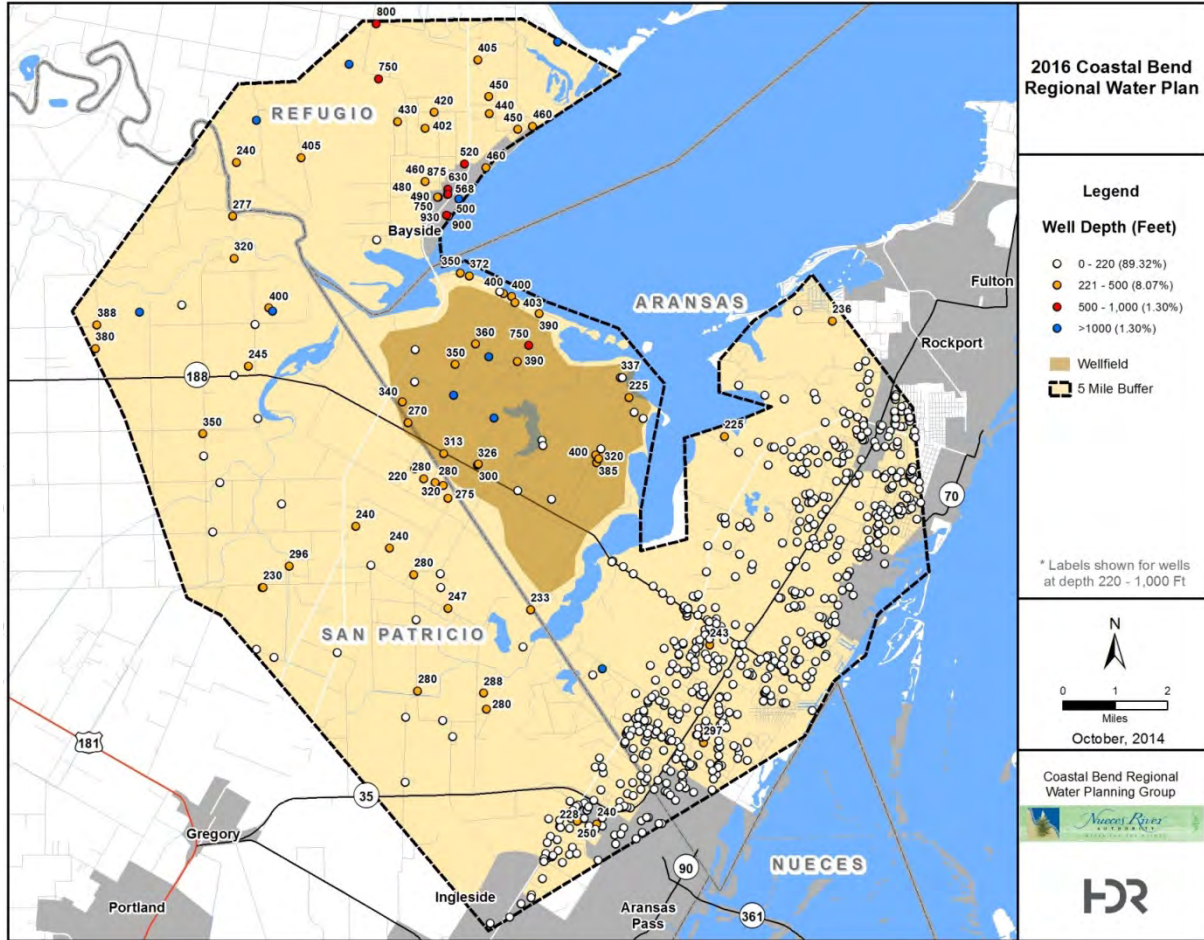 800
405
750
450
420
440
REFUGIO
430
460
402
450
520
240
405
460
460
875
630
480
568
490
750
500
277
930
900
Bayside
320
350
372
400
400
400
403
ARANSAS
Fulton
388
390
236
360
750
380
350
390
Rockport
245
337
188
340
225
270
350
225
313
326
400
320
280
280
300
385
220
320
275
70
240
240
296
280
230
247
233
SAN PATRICIO
243
280
288
280
297
181
35
228
240
250
Gregory
NUECES
90
Ingleside
Portland
Aransas
Pass
361
2016 Coastal Bend
Regional Water Plan
Legend
Well Depth (Feet)
0 - 220 (89.32%)
221 - 500 (8.07%)
500 - 1,000 (1.30%)
>1000 (1.30%)
Wellfield
5 Mile Buffer
* Labels shown for wells
at depth 220 - 1,000 Ft
N
0 1 2
Miles
October, 2014
Coastal Bend Regional
Water Planning Group
Nueces River
AUTHORITY
HDR